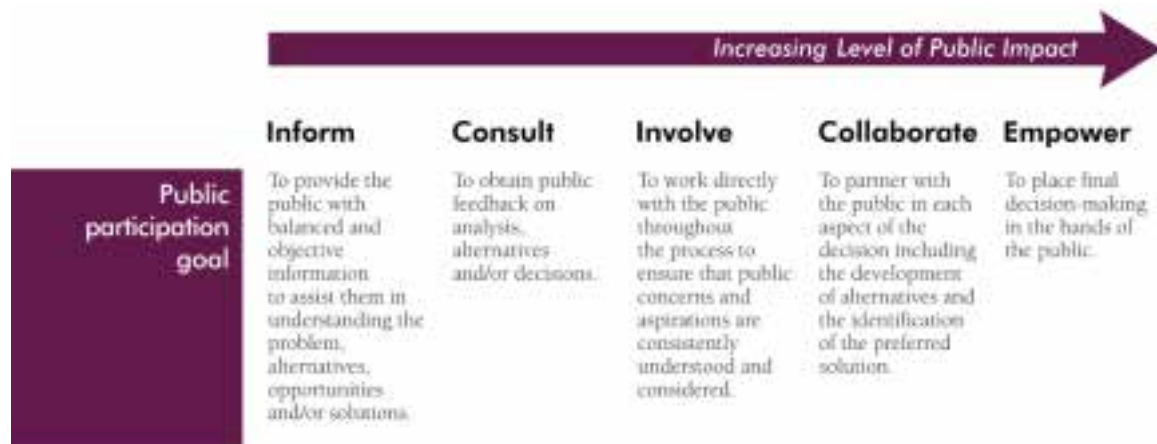 Increasing Level of Public Impact
Inform
Consult
Involve
Collaborate
Empower
Public
participation
goal
To provide the
public with
balanced and
objective
information
to assist them in
understanding the
problem,
alternatives,
opportunities
and/or solutions.
To obtain public
feedback on
analysis,
alternatives
and/or decisions.
To work directly
with the public
throughout
the process to
ensure that public
concerns and
aspirations are
consistently
understood and
considered.
To partner with
the public in each
aspect of the
decision including
the development
of alternatives and
the identification
of the preferred
solution.
To place final
decision-making
in the hands of
the public.